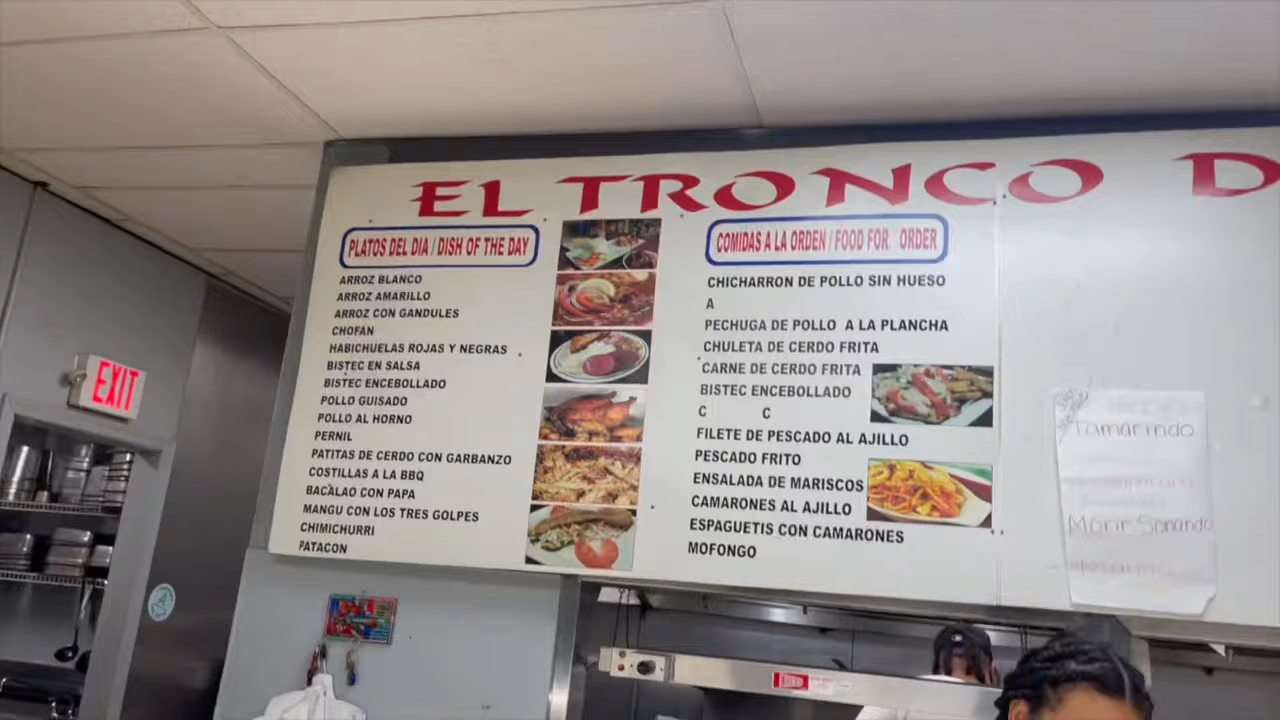 EL TRONCO D
PLATOS DEL DIA / DISH OF THE DAY
ARROZ BLANCO
ARROZ AMARILLO
ARROZ CON GANDULES
CHOFAN
HABICHUELAS ROJAS Y NEGRAS
BISTEC EN SALSA
BISTEC ENCEBOLLADO
POLLO GUISADO
POLLO AL HORNO
PERNIL
PATITAS DE CERDO CON GARBANZO
COSTILLAS A LA BBQ
BACALAO CON PAPA
MANGU CON LOS TRES GOLPES
CHIMICHURRI
PATACON
COMIDAS A LA ORDEN / FOOD FOR ORDER
CHICHARRON DE POLLO SIN HUESO
A
PECHUGA DE POLLO A LA PLANCHA
CHULETA DE CERDO FRITA
CARNE DE CERDO FRITA
BISTEC ENCEBOLLADO
C C
FILETE DE PESCADO AL AJILLO
PESCADO FRITO
ENSALADA DE MARISCOS
CAMARONES AL AJILLO
ESPAGUETIS CON CAMARONES
MOFONGO
Tamarindo
Morir Sonando
EXIT